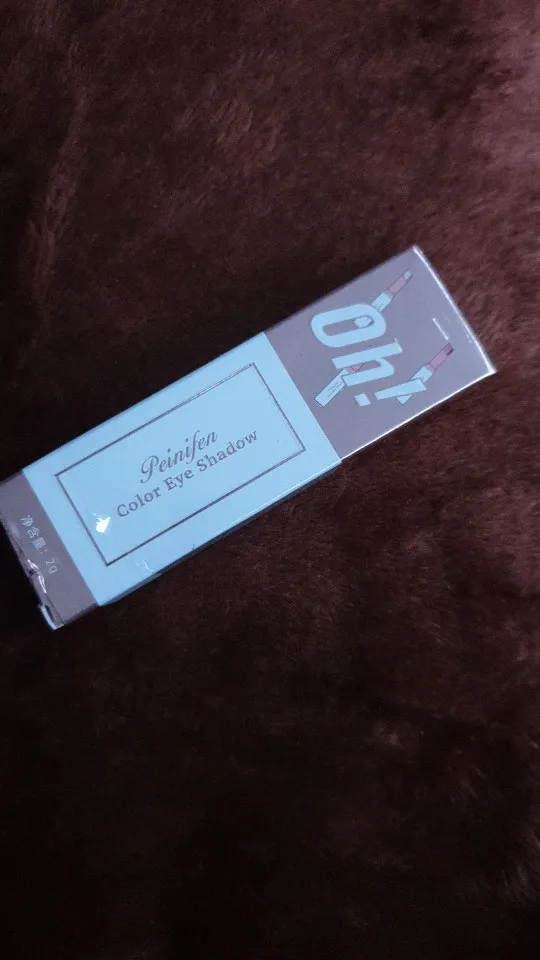 Oh!
Peinifen
Color Eye Shadow
净含量: 2g